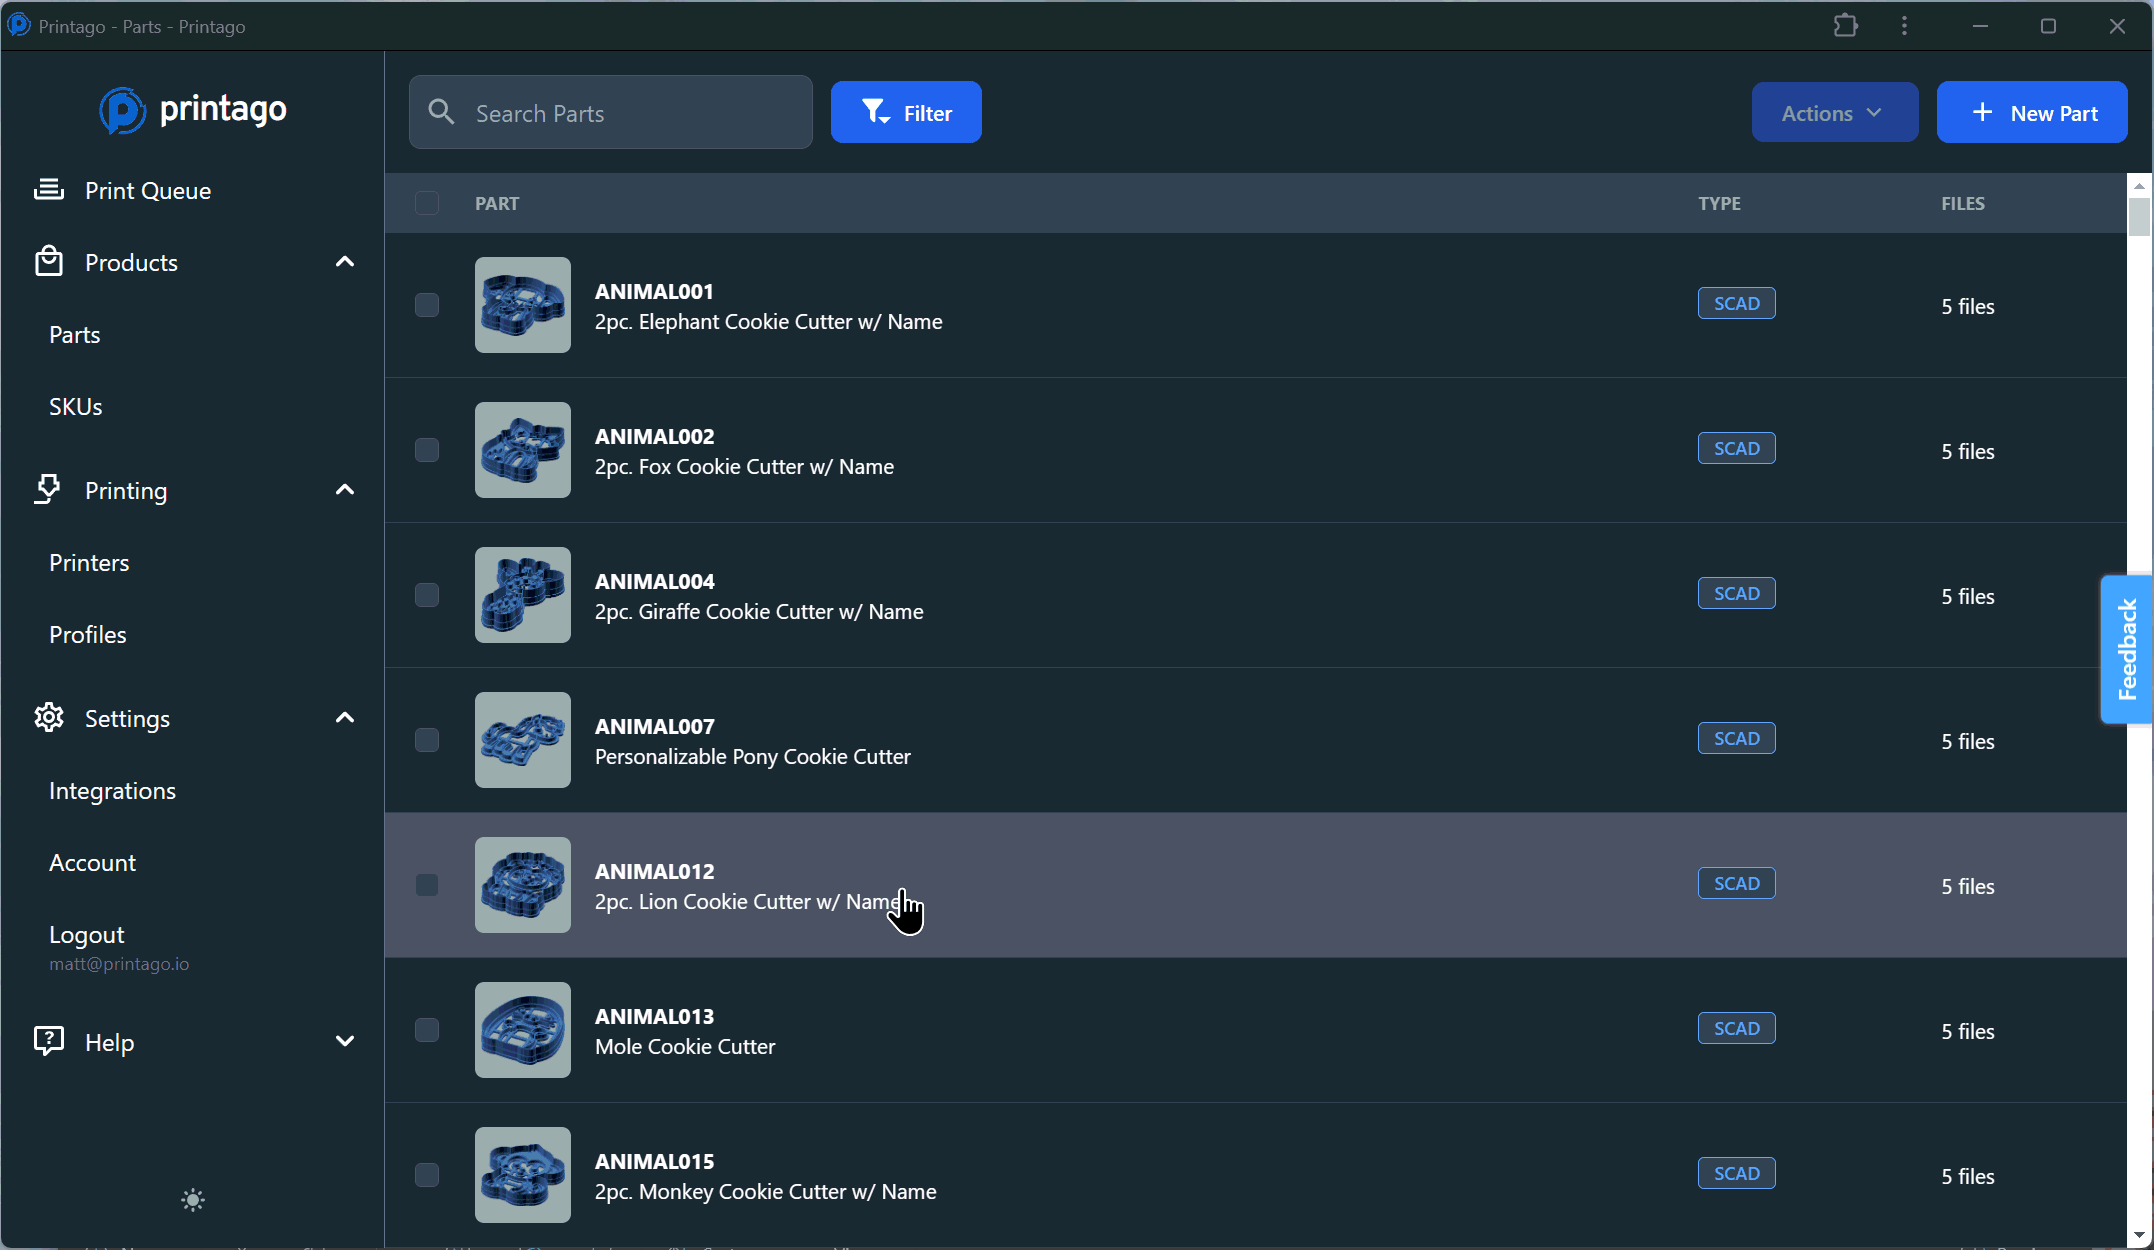 Printago - Parts - Printago
printago
Search Parts
Filter
Actions
New Part
Print Queue
Products
Parts
SKUs
Printing
Printers
Profiles
Settings
Integrations
Account
Logout
matt@printago.io
Help
PART TYPE FILES
ANIMAL001
2pc. Elephant Cookie Cutter w/ Name
SCAD
5 files
ANIMAL002
2pc. Fox Cookie Cutter w/ Name
SCAD
5 files
ANIMAL004
2pc. Giraffe Cookie Cutter w/ Name
SCAD
5 files
ANIMAL007
Personalizable Pony Cookie Cutter
SCAD
5 files
ANIMAL012
2pc. Lion Cookie Cutter w/ Name
SCAD
5 files
ANIMAL013
Mole Cookie Cutter
SCAD
5 files
ANIMAL015
2pc. Monkey Cookie Cutter w/ Name
SCAD
5 files
Feedback